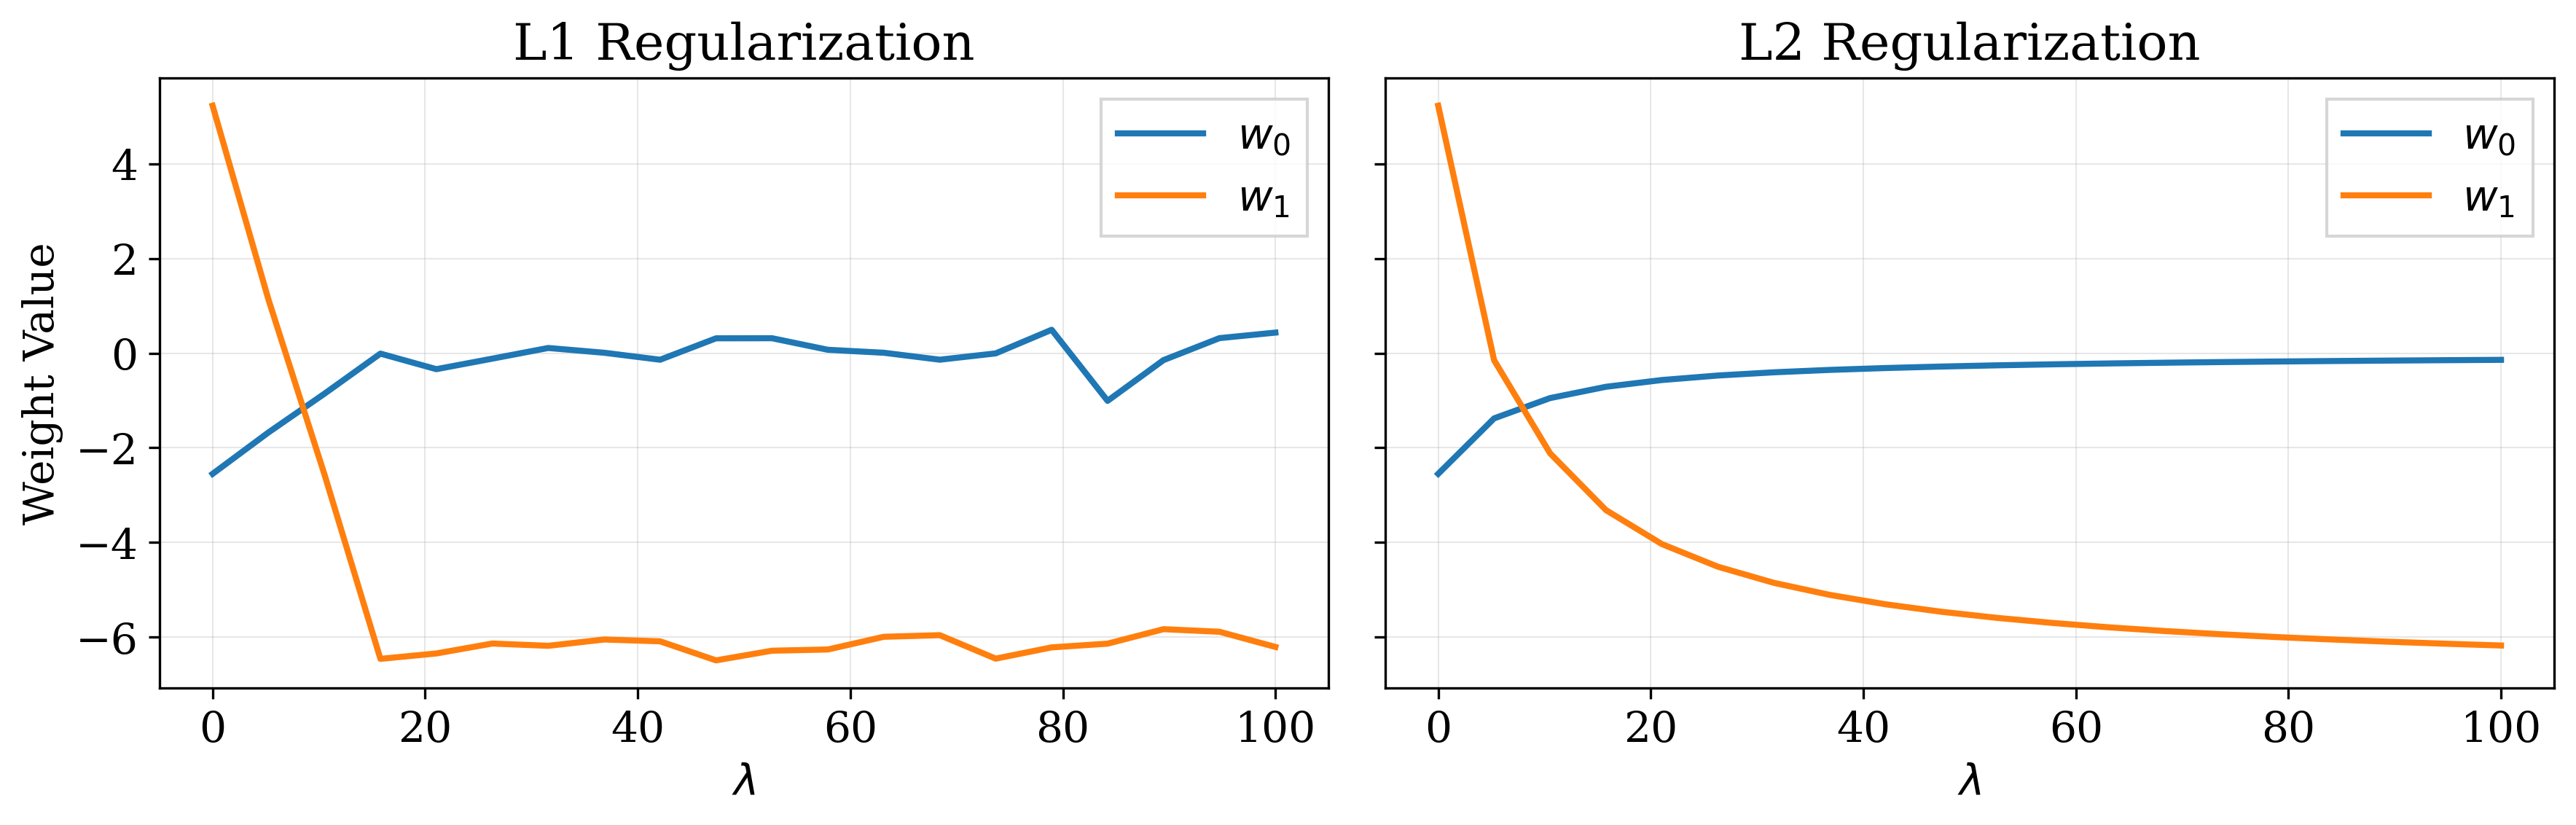 L1 Regularization
w₀
w₁
4
2
0
−2
−4
−6
Weight Value
0 20 40 60 80 100
λ
L2 Regularization
w₀
w₁
0 20 40 60 80 100
λ